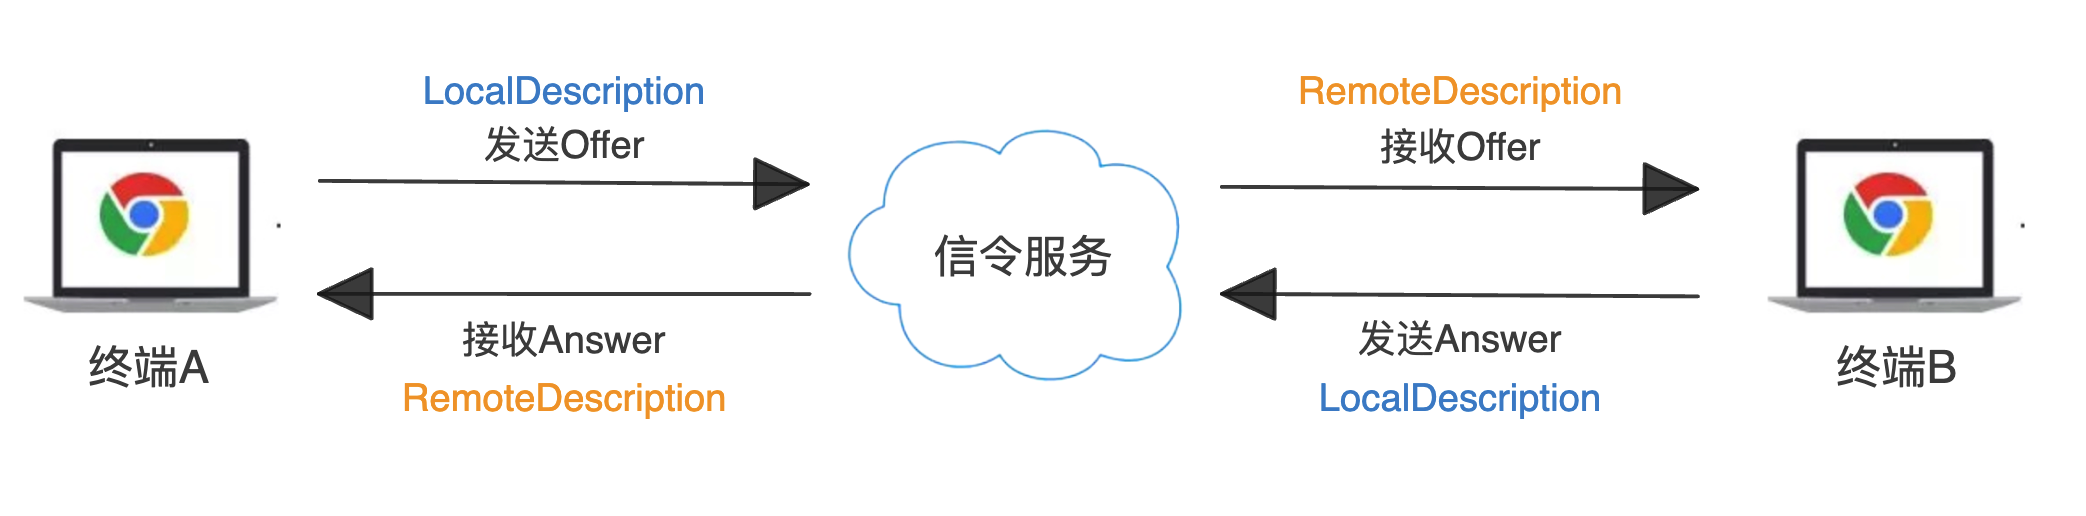 LocalDescription
发送Offer
RemoteDescription
接收Offer
信令服务
接收Answer
RemoteDescription
发送Answer
LocalDescription
终端A
终端B